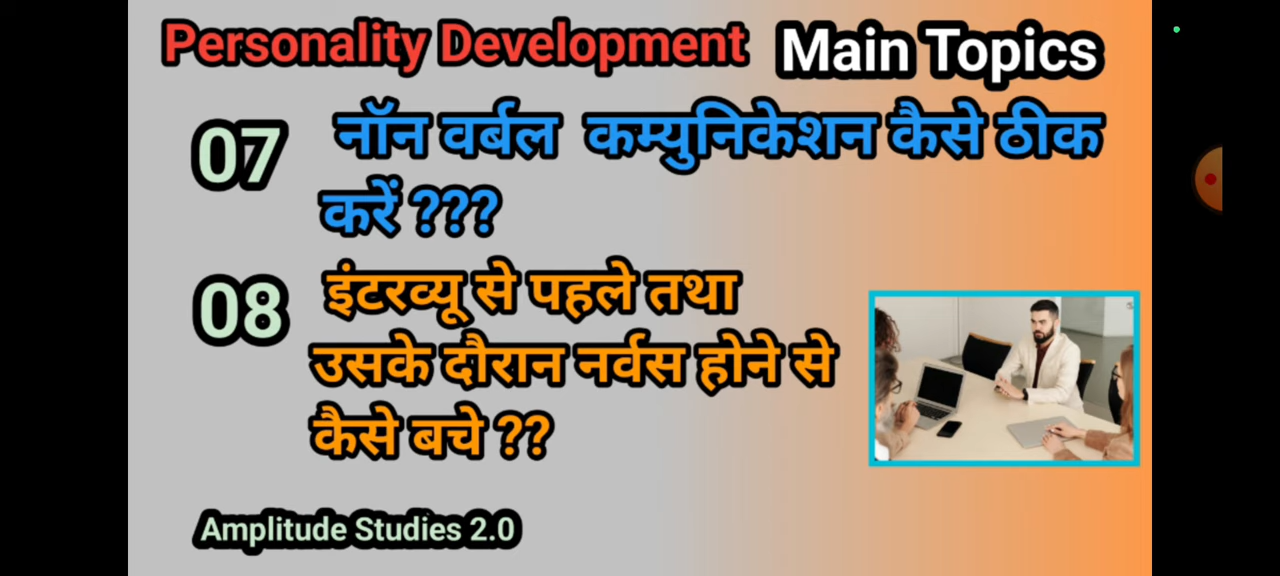 Personality Development Main Topics
07 नॉन वर्बल कम्युनिकेशन कैसे ठीक
करें ???
08 इंटरव्यू से पहले तथा
उसके दौरान नर्वस होने से
कैसे बचे ??
Amplitude Studies 2.0